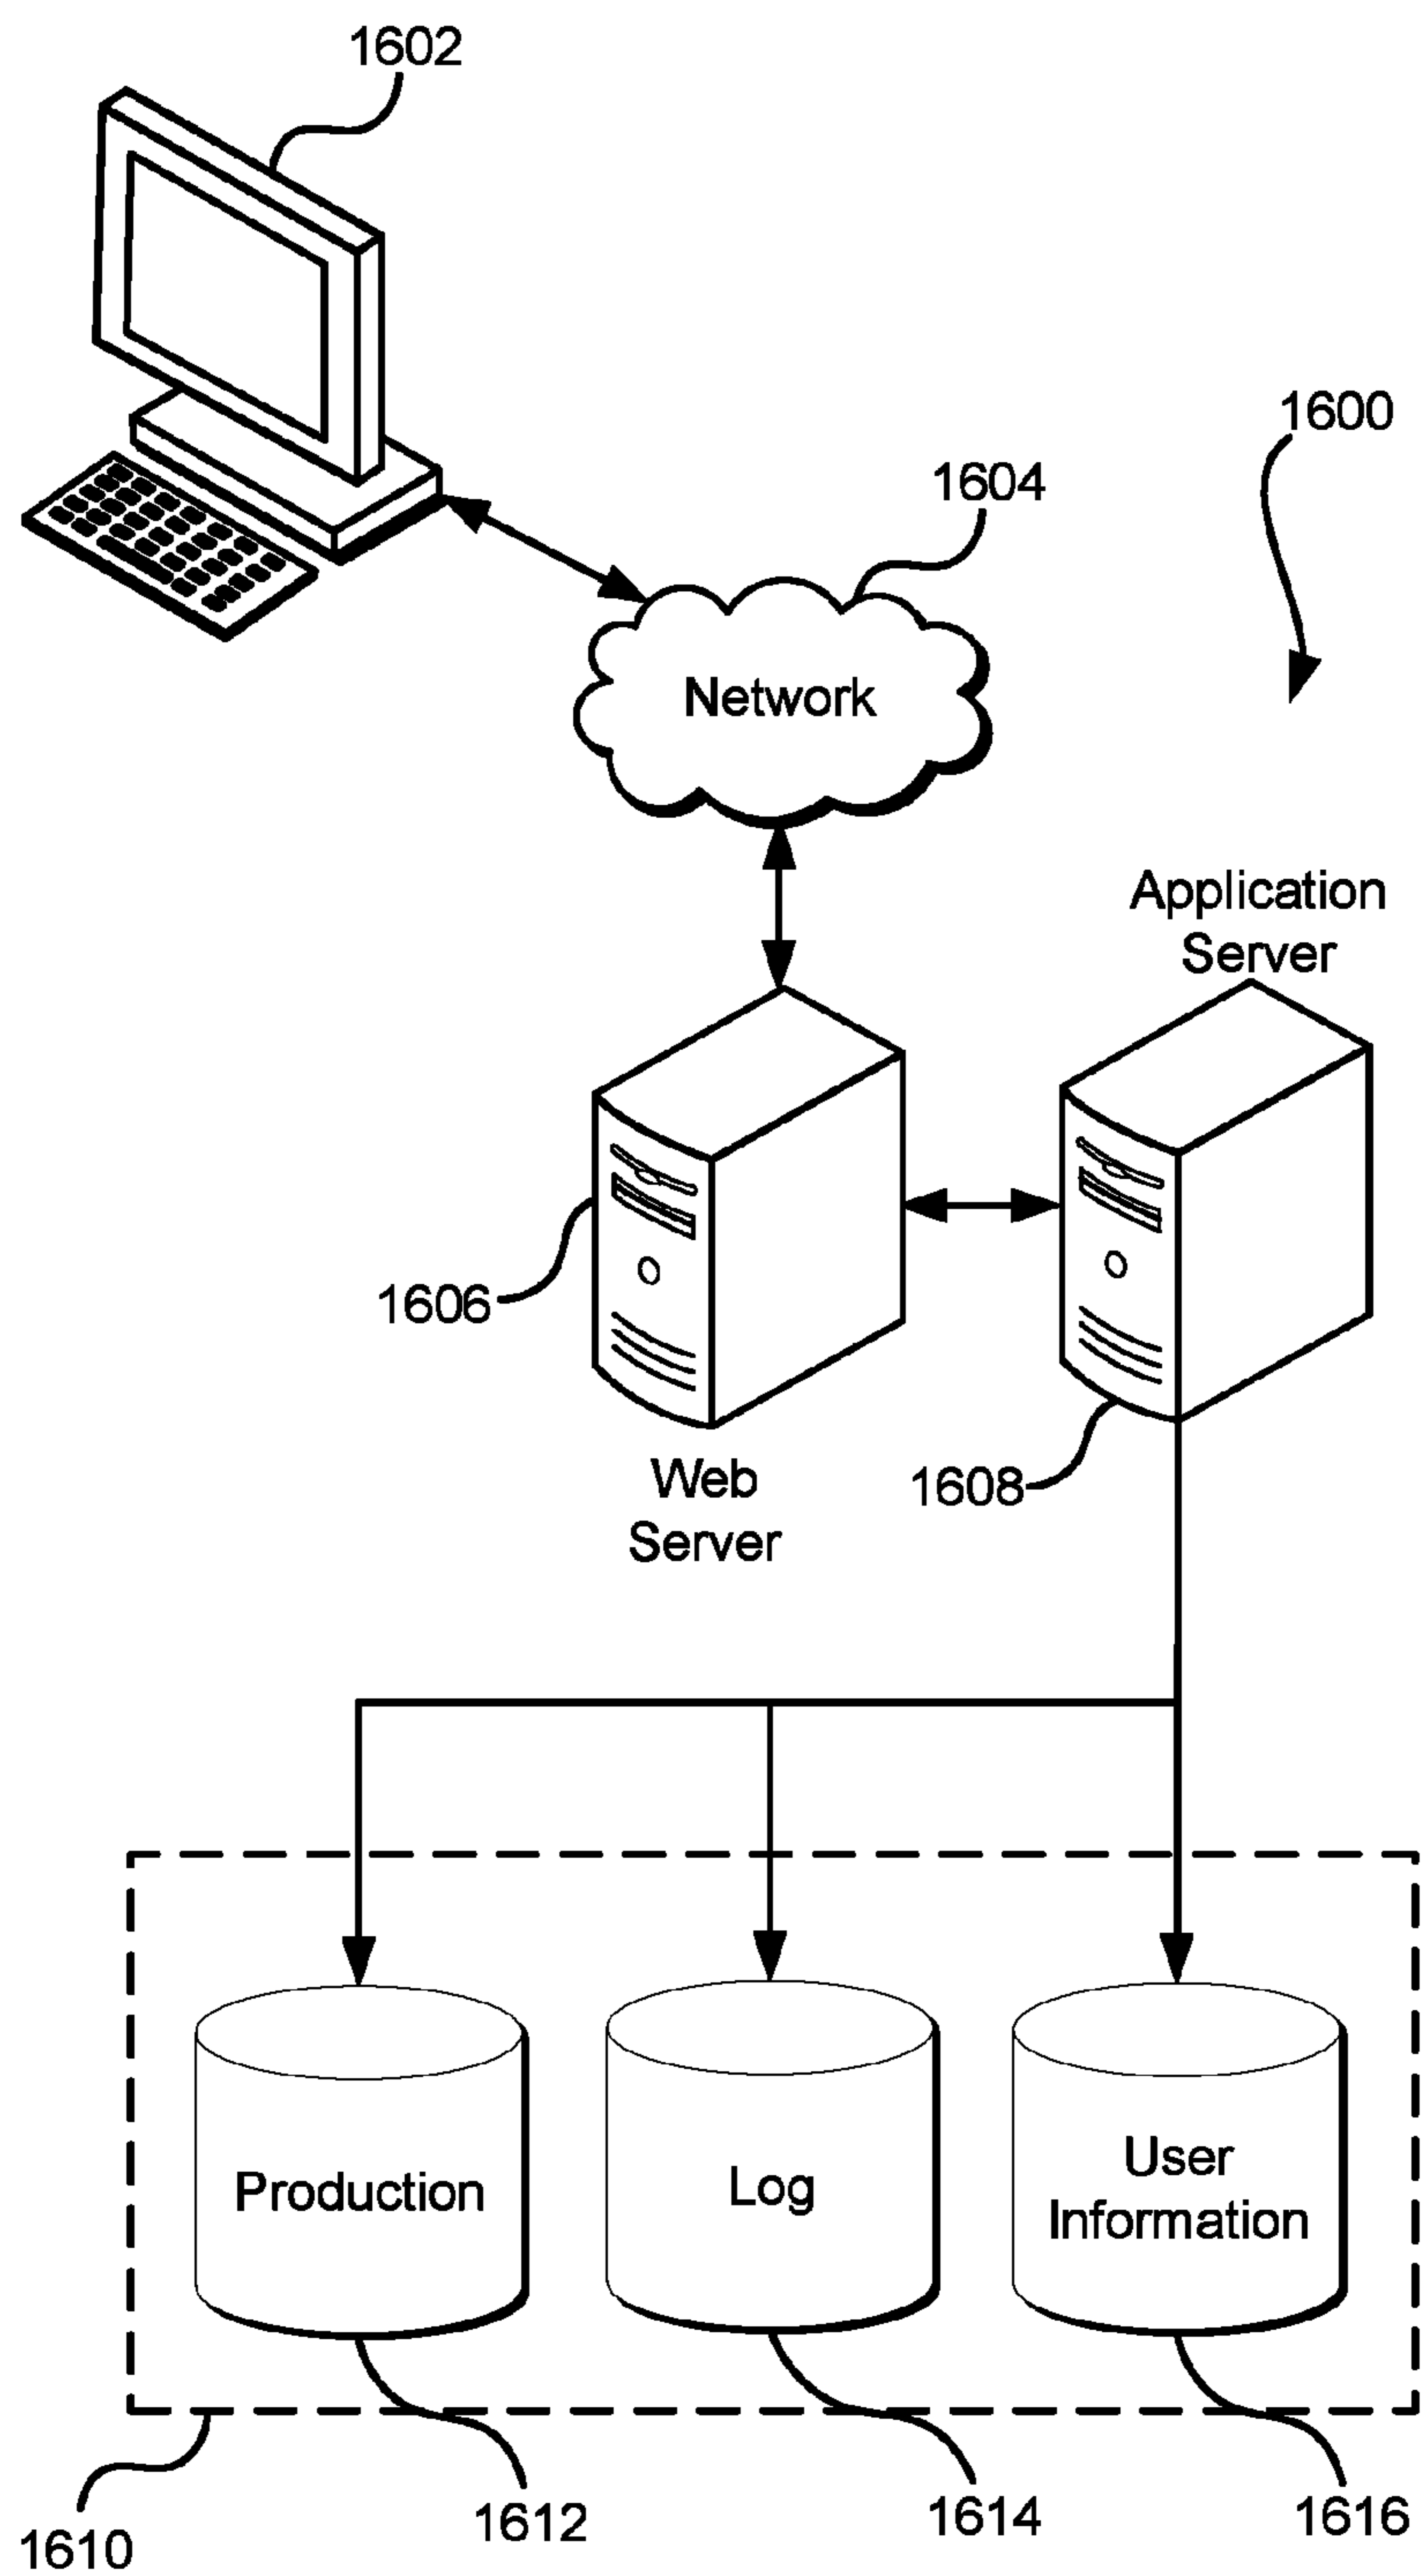 1602
1600
1604
Network
Application
Server
1606
Web
Server
1608
Production
Log
User
Information
1610
1612
1614
1616